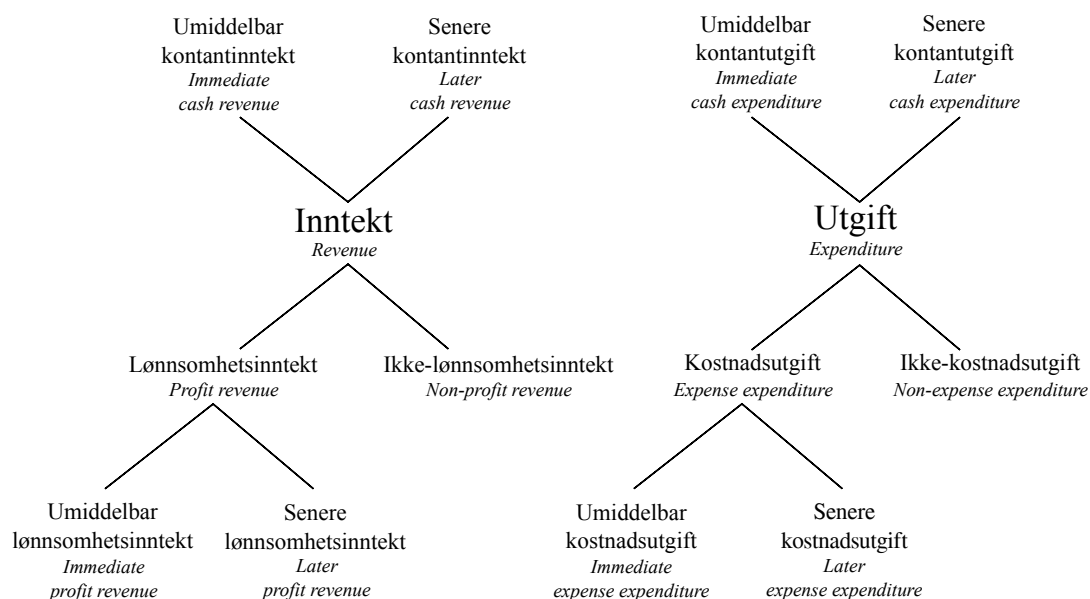 Umiddelbar
kontantinntekt
Immediate
cash revenue
Senere
kontantinntekt
Later
cash revenue
Umiddelbar
kontantutgift
Immediate
cash expenditure
Senere
kontantutgift
Later
cash expenditure
Inntekt
Revenue
Utgift
Expenditure
Lønnsomhetsinntekt
Profit revenue
Ikke-lønnsomhetsinntekt
Non-profit revenue
Kostnadsutgift
Expense expenditure
Ikke-kostnadsutgift
Non-expense expenditure
Umiddelbar
lønnsomhetsinntekt
Immediate
profit revenue
Senere
lønnsomhetsinntekt
Later
profit revenue
Umiddelbar
kostnadsutgift
Immediate
expense expenditure
Senere
kostnadsutgift
Later
expense expenditure